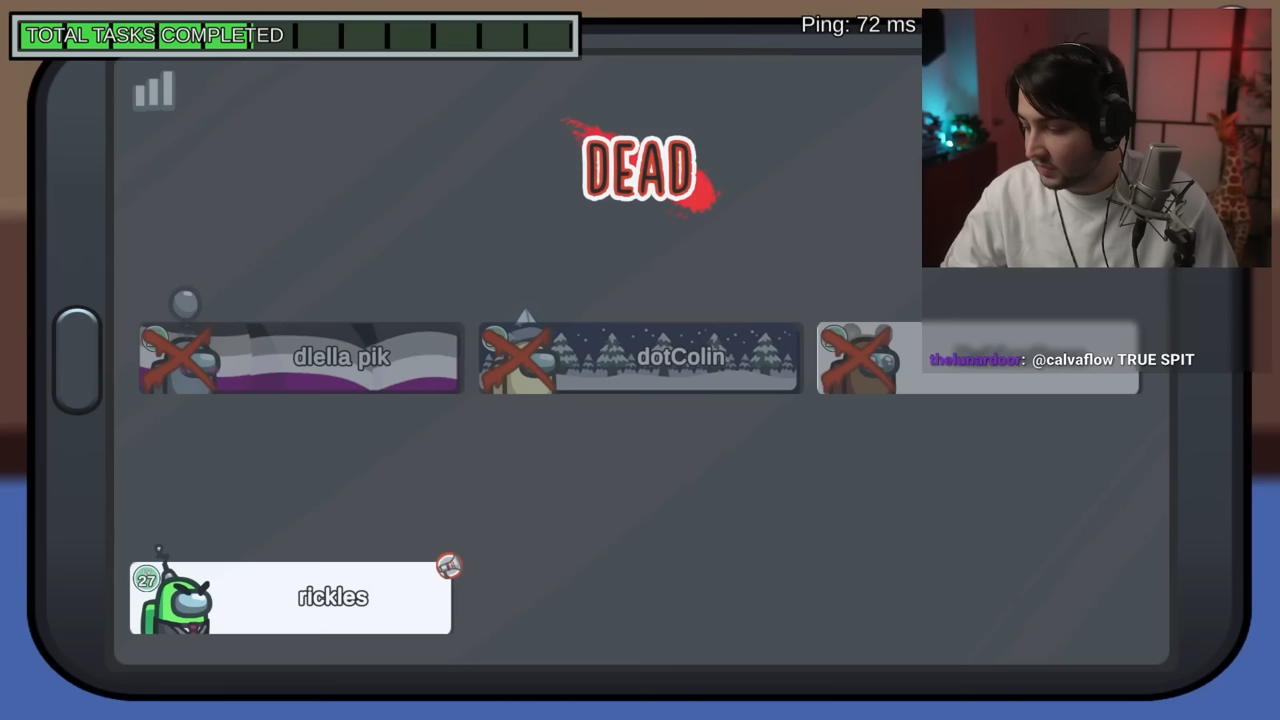 TOTAL TASKS COMPLETED
Ping: 72 ms
DEAD
dlella pik
dotColin
thelunardoor: @calvaflow TRUE SPIT
27
rickles